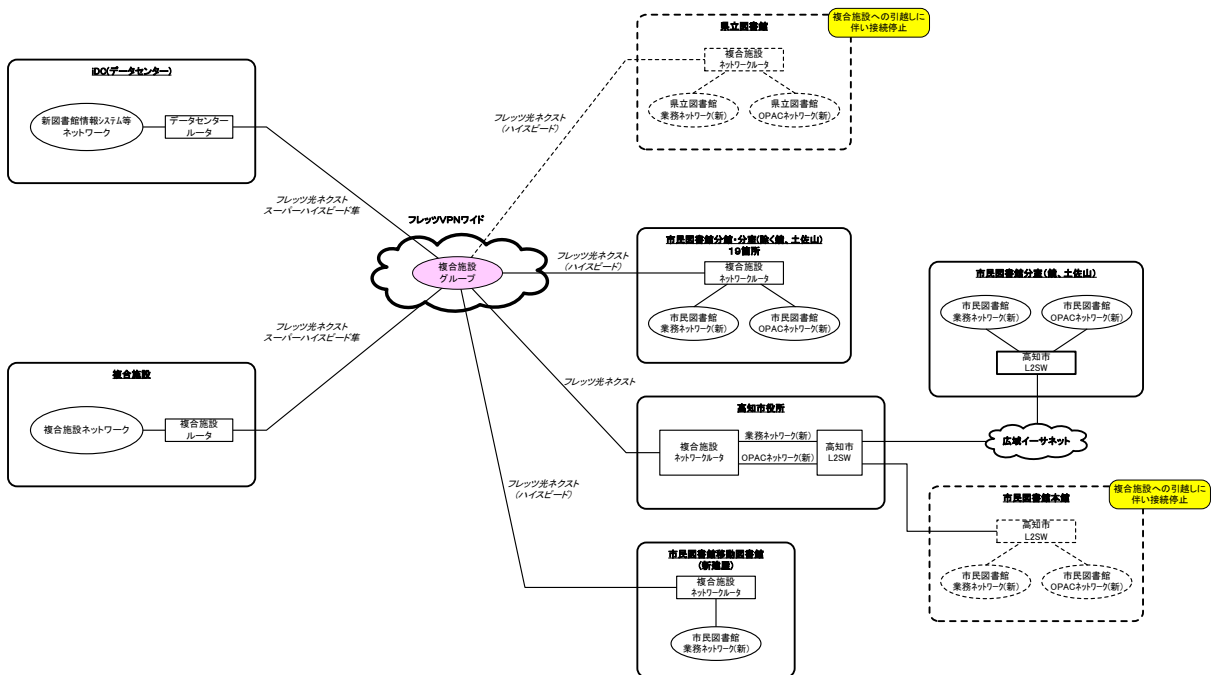 iDC(データセンター)
新図書館情報システム等
ネットワーク
データセンター
ルータ
フレッツ光ネクスト
スーパーハイスピード隼
フレッツVPNワイド
複合施設
グループ
フレッツ光ネクスト
スーパーハイスピード隼
複合施設
複合施設ネットワーク
複合施設
ルータ
県立図書館
複合施設への引越しに
伴い接続停止
複合施設
ネットワークルータ
県立図書館
業務ネットワーク(新)
県立図書館
OPACネットワーク(新)
フレッツ光ネクスト
(ハイスピード)
市民図書館分館・分室(除く鏡、土佐山)
19箇所
複合施設
ネットワークルータ
市民図書館
業務ネットワーク(新)
市民図書館
OPACネットワーク(新)
フレッツ光ネクスト
(ハイスピード)
フレッツ光ネクスト
高知市役所
複合施設
ネットワークルータ
業務ネットワーク(新)
OPACネットワーク(新)
高知市
L2SW
市民図書館分室(鏡、土佐山)
市民図書館
業務ネットワーク(新)
市民図書館
OPACネットワーク(新)
高知市
L2SW
広域イーサネット
複合施設への引越しに
伴い接続停止
市民図書館本館
高知市
L2SW
市民図書館
業務ネットワーク(新)
市民図書館
OPACネットワーク(新)
フレッツ光ネクスト
(ハイスピード)
市民図書館移動図書館
(新建屋)
複合施設
ネットワークルータ
市民図書館
業務ネットワーク(新)